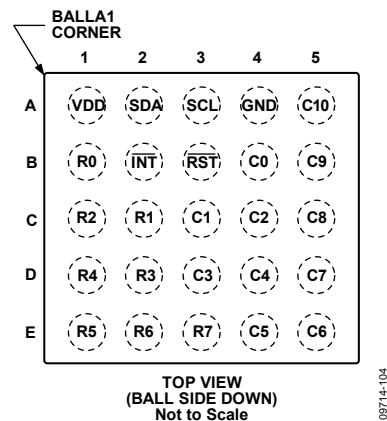 BALLA1
CORNER
1 2 3 4 5
A VDD SDA SCL GND C10
B R0 INT RST C0 C9
C R2 R1 C1 C2 C8
D R4 R3 C3 C4 C7
E R5 R6 R7 C5 C6
TOP VIEW
(BALL SIDE DOWN)
Not to Scale
09714-104